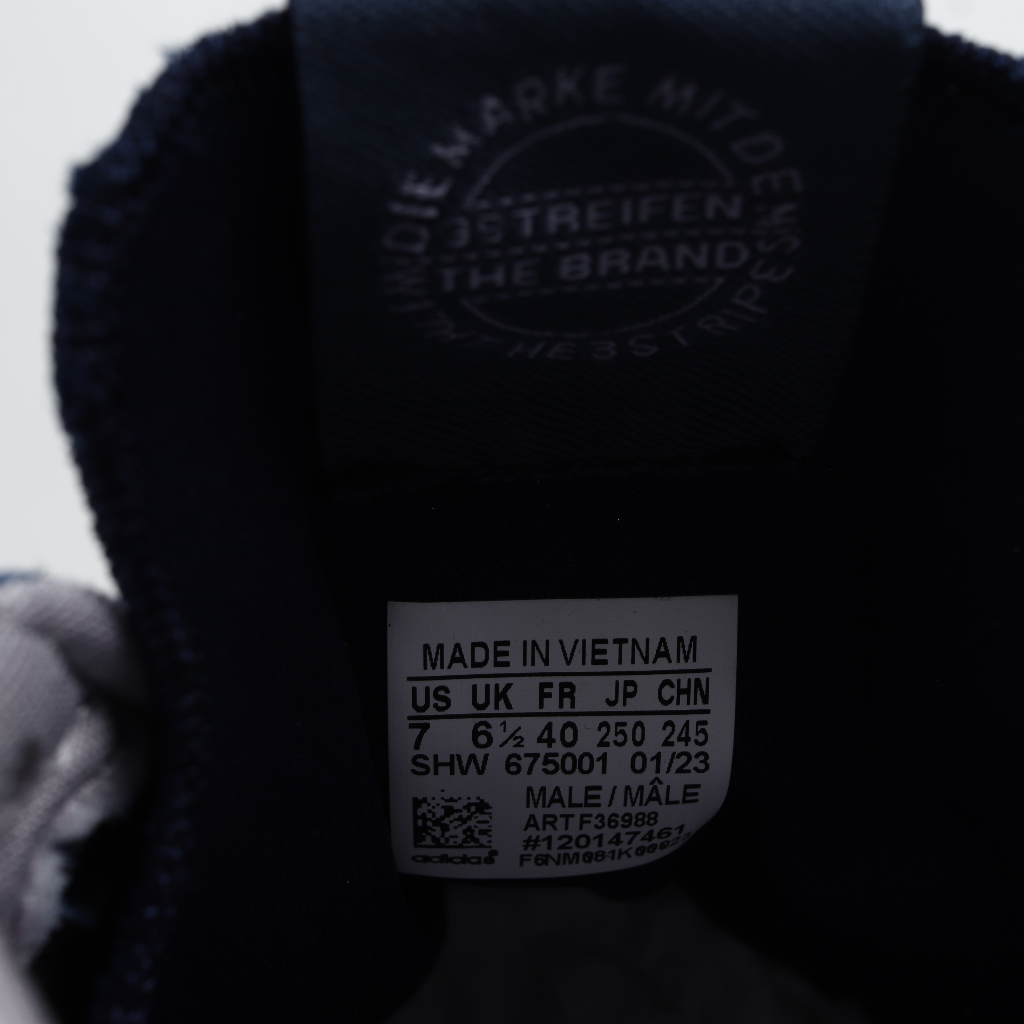 DIE MARKE MIT DEN
3STREIFEN
THE BRAND
WITH THE 3 STRIPES
MADE IN VIETNAM
US UK FR JP CHN
7 6½ 40 250 245
SHW 675001 01/23
MALE / MÂLE
ART F36988
#120147461
adidas